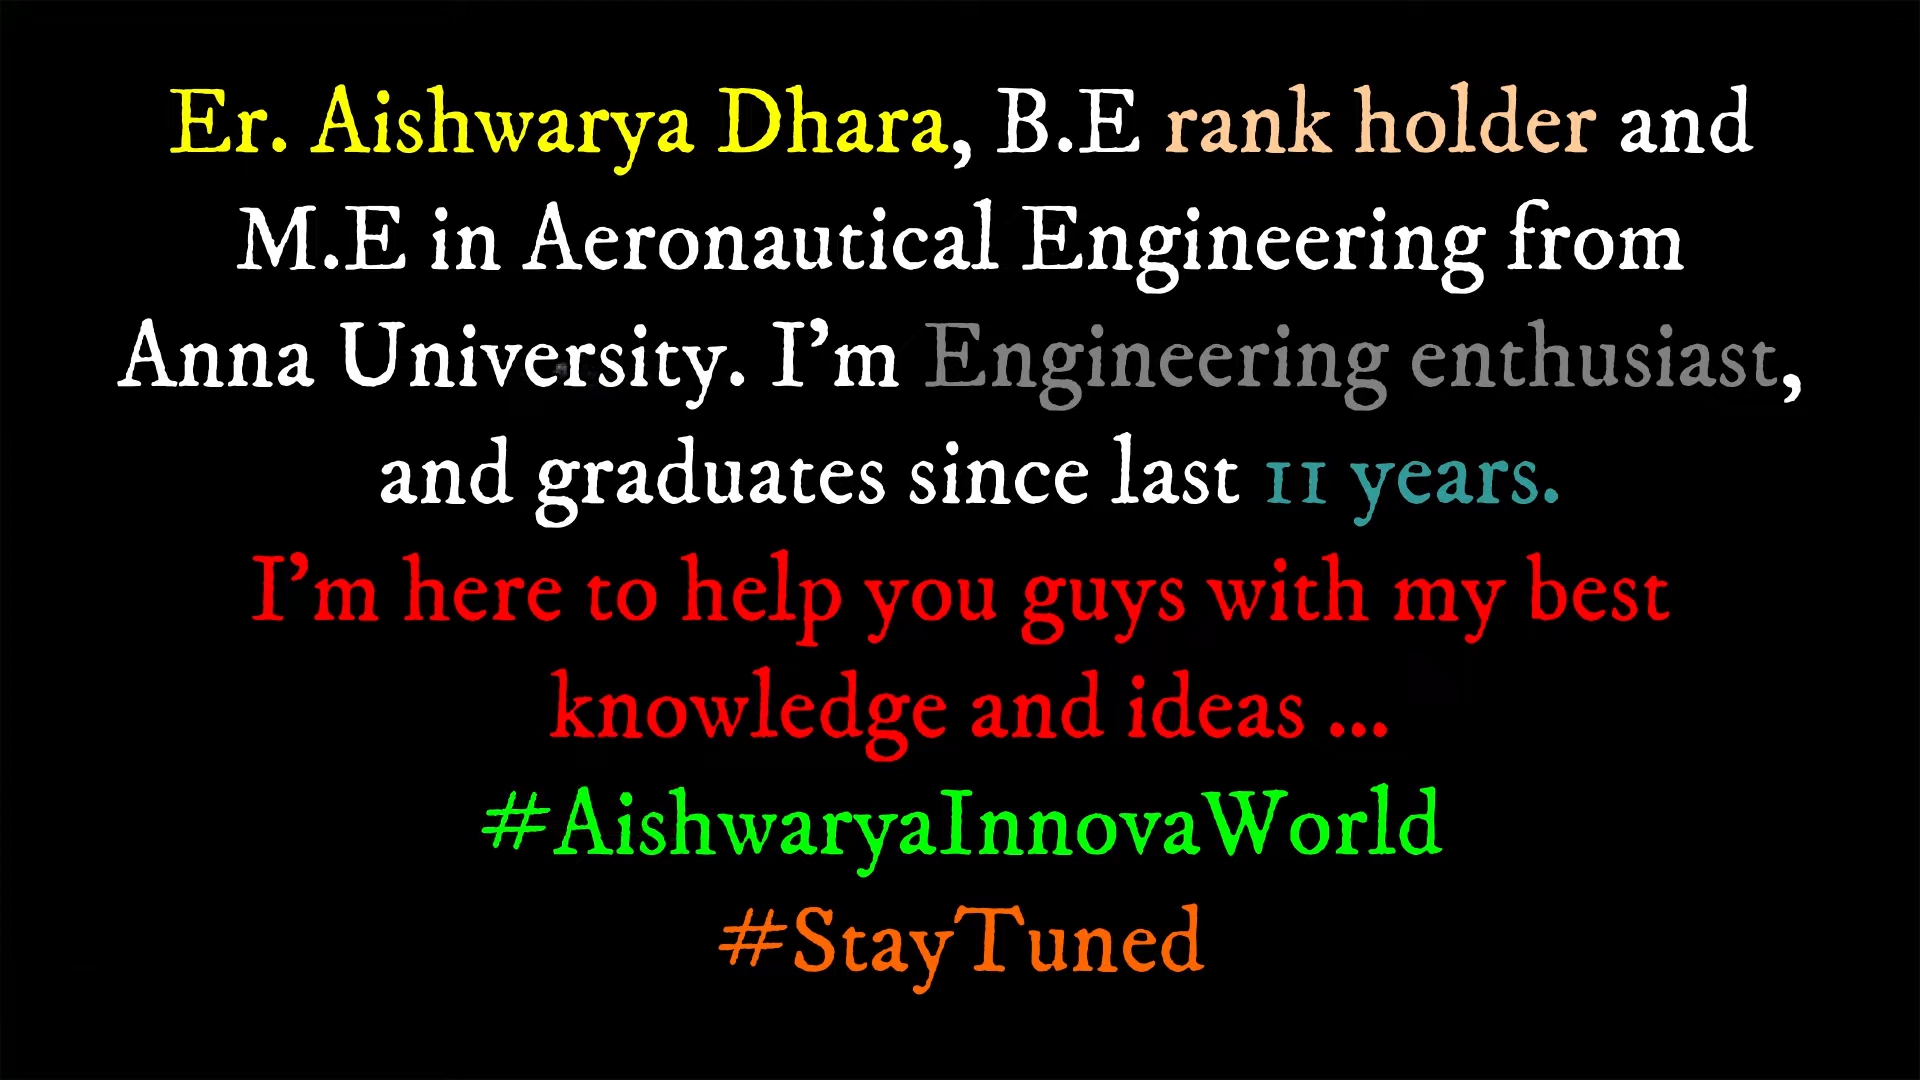 Er. Aishwarya Dhara, B.E rank holder and
M.E in Aeronautical Engineering from
Anna University. I’m Engineering enthusiast,
and graduates since last 11 years.
I’m here to help you guys with my best
knowledge and ideas ...
#AishwaryaInnovaWorld
#StayTuned